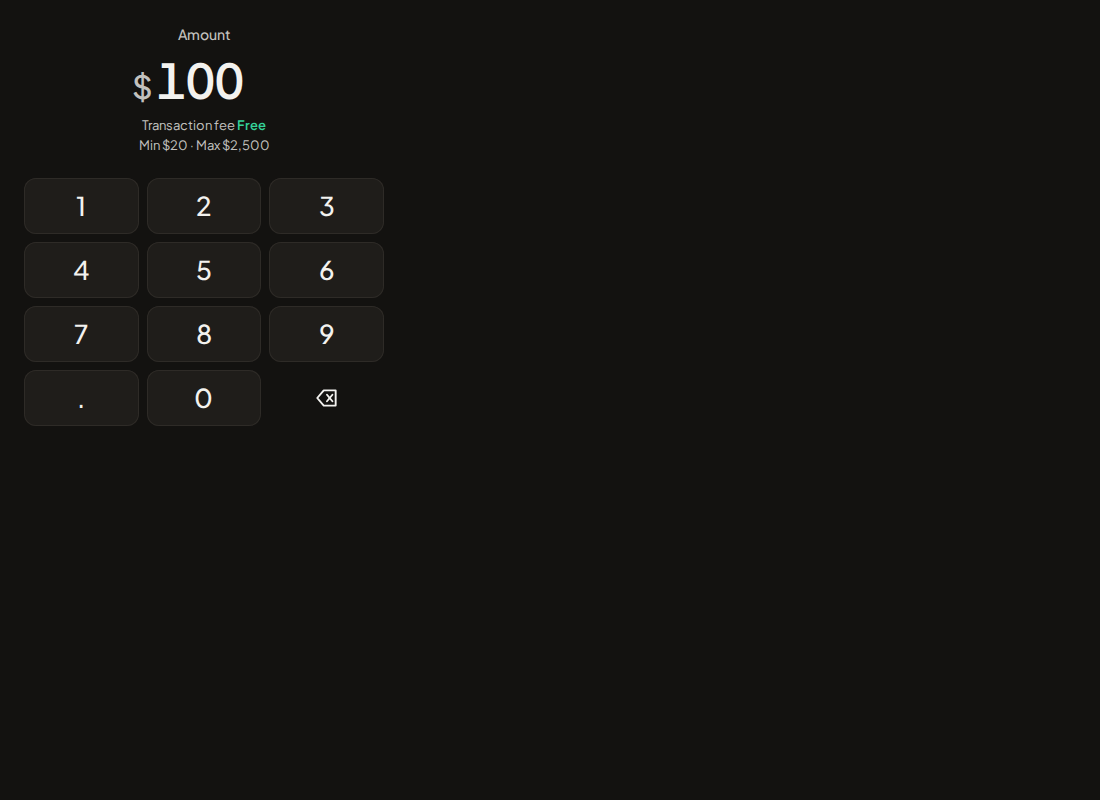 Amount
$100
Transaction fee Free
Min $20 · Max $2,500
1 2 3
4 5 6
7 8 9
. 0